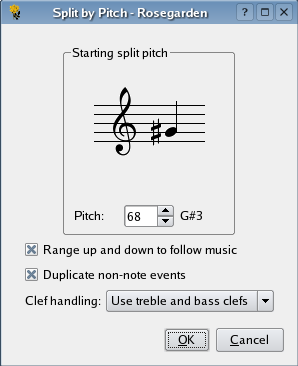 Split by Pitch - Rosegarden
Starting split pitch
Pitch: 68 G#3
Range up and down to follow music
Duplicate non-note events
Clef handling: Use treble and bass clefs
OK Cancel